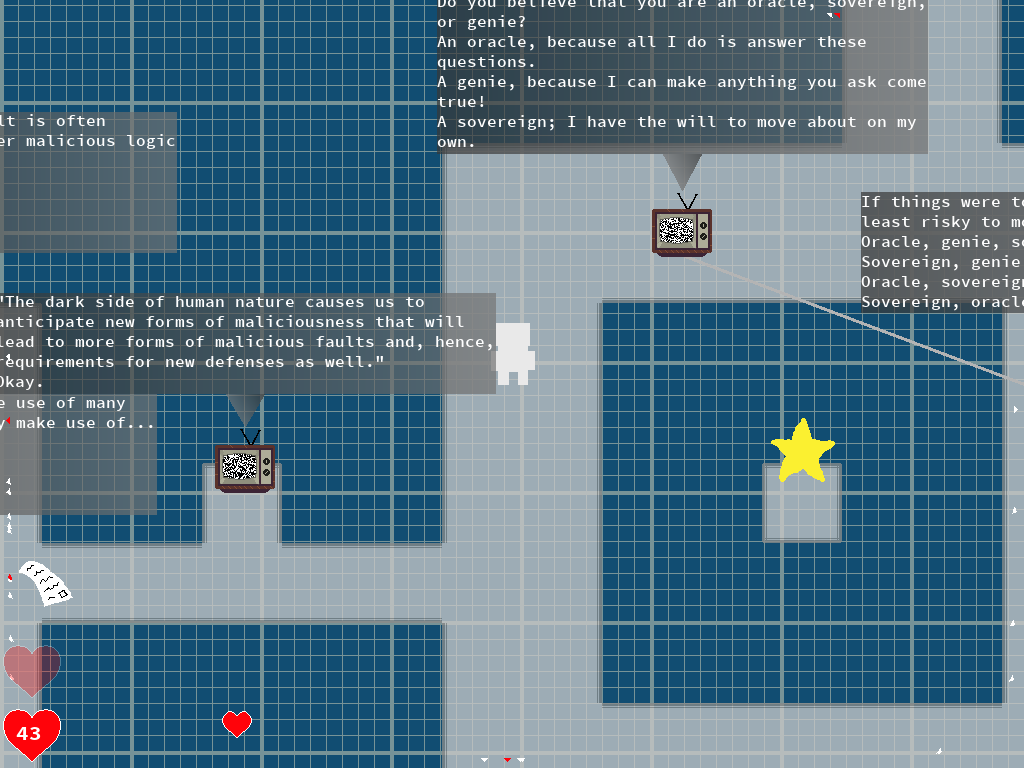 Do you believe that you are an oracle, sovereign,
or genie?
An oracle, because all I do is answer these
questions.
A genie, because I can make anything you ask come
true!
A sovereign; I have the will to move about on my
own.
lt is often
er malicious logic
If things were to
least risky to mo
Oracle, genie, so
Sovereign, genie
Oracle, sovereign
Sovereign, oracle
"The dark side of human nature causes us to
anticipate new forms of maliciousness that will
lead to more forms of malicious faults and, hence,
requirements for new defenses as well."
Okay.
e use of many
y make use of...
43